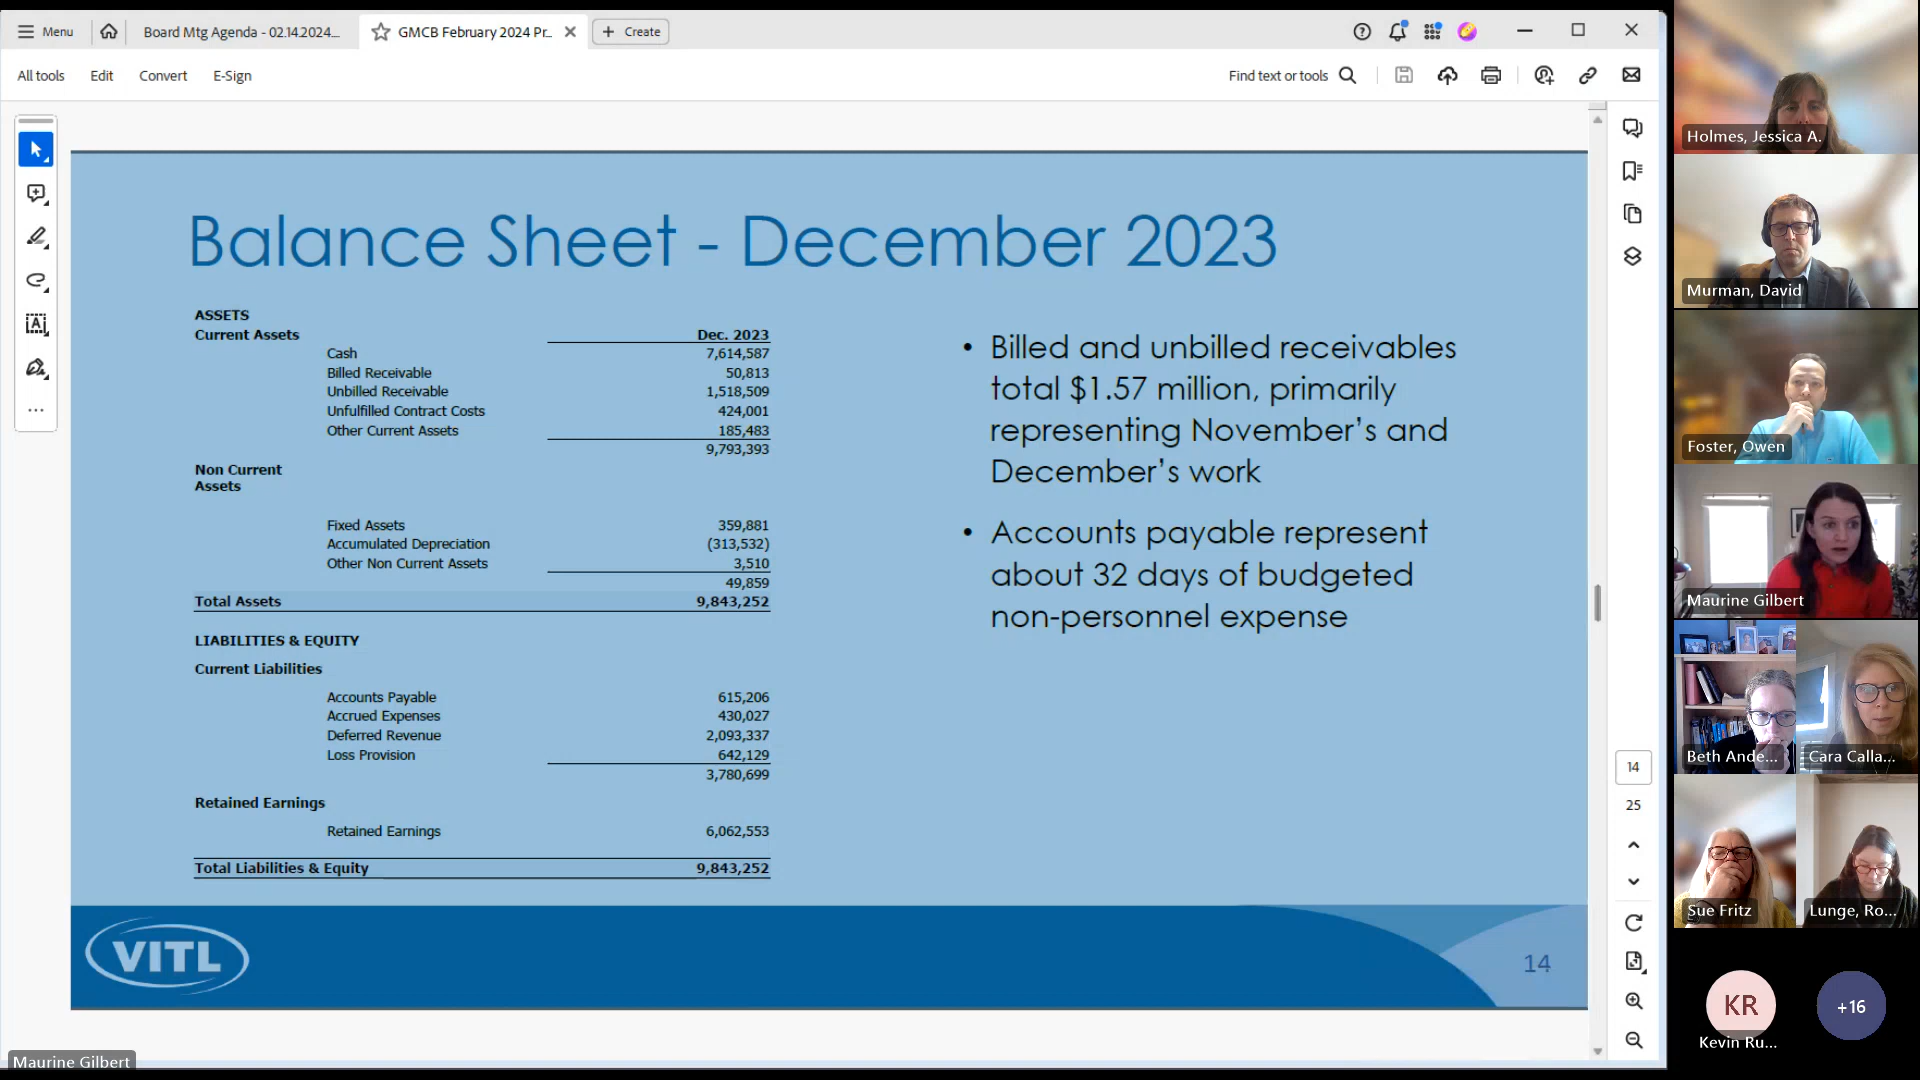 Menu
Board Mtg Agenda - 02.14.2024...
GMCB February 2024 Pr...
Create
All tools
Edit
Convert
E-Sign
Find text or tools
Balance Sheet - December 2023
ASSETS
Current Assets Dec. 2023
Cash 7,614,587
Billed Receivable 50,813
Unbilled Receivable 1,518,509
Unfulfilled Contract Costs 424,001
Other Current Assets 185,483
9,793,393
Non Current
Assets
Fixed Assets 359,881
Accumulated Depreciation (313,532)
Other Non Current Assets 3,510
49,859
Total Assets 9,843,252
LIABILITIES & EQUITY
Current Liabilities
Accounts Payable 615,206
Accrued Expenses 430,027
Deferred Revenue 2,093,337
Loss Provision 642,129
3,780,699
Retained Earnings
Retained Earnings 6,062,553
Total Liabilities & Equity 9,843,252
• Billed and unbilled receivables
total $1.57 million, primarily
representing November's and
December's work
• Accounts payable represent
about 32 days of budgeted
non-personnel expense
VITL
14
14
25
Holmes, Jessica A.
Murman, David
Foster, Owen
Maurine Gilbert
Beth Ande...
Cara Calla...
Sue Fritz
Lunge, Ro...
KR
Kevin Ru...
+16
Maurine Gilbert